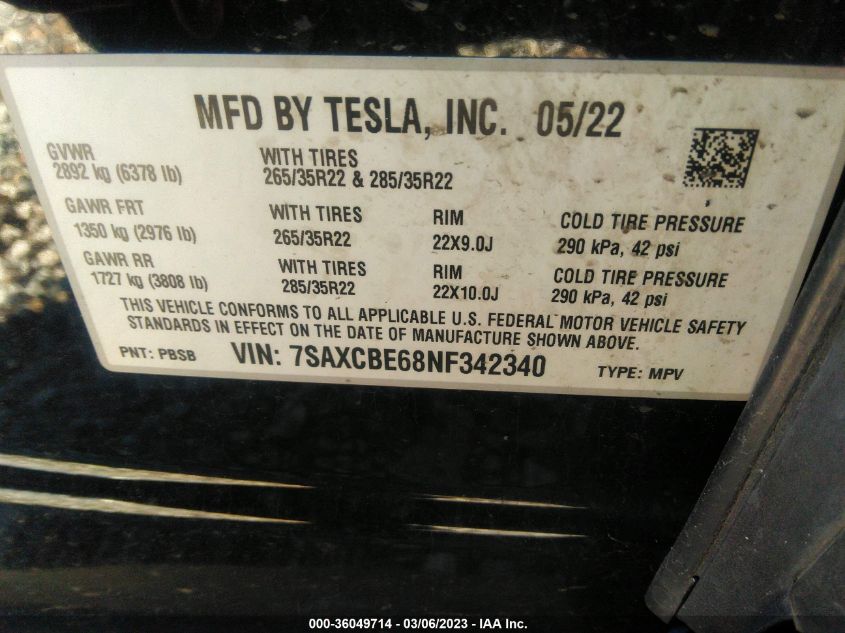 MFD BY TESLA, INC. 05/22
GVWR
2892 kg (6378 lb)
WITH TIRES
265/35R22 & 285/35R22
GAWR FRT
1350 kg (2976 lb)
WITH TIRES
265/35R22
RIM
22X9.0J
COLD TIRE PRESSURE
290 kPa, 42 psi
GAWR RR
1727 kg (3808 lb)
WITH TIRES
285/35R22
RIM
22X10.0J
COLD TIRE PRESSURE
290 kPa, 42 psi
THIS VEHICLE CONFORMS TO ALL APPLICABLE U.S. FEDERAL MOTOR VEHICLE SAFETY
STANDARDS IN EFFECT ON THE DATE OF MANUFACTURE SHOWN ABOVE.
PNT: PBSB VIN: 7SAXCBE68NF342340 TYPE: MPV
000-36049714 - 03/06/2023 - IAA Inc.